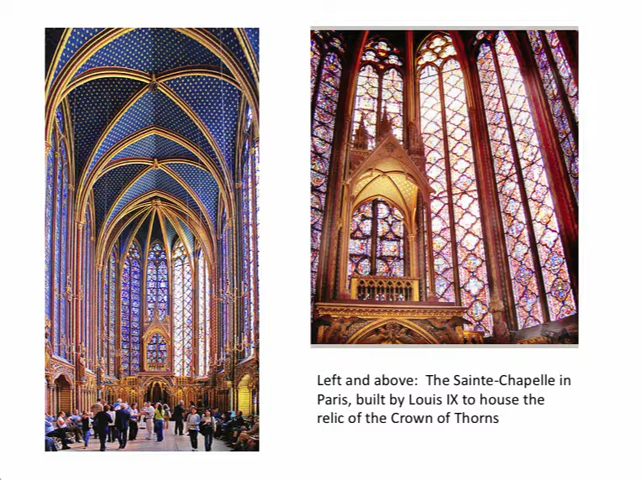 Left and above:  The Sainte-Chapelle in
Paris, built by Louis IX to house the
relic of the Crown of Thorns